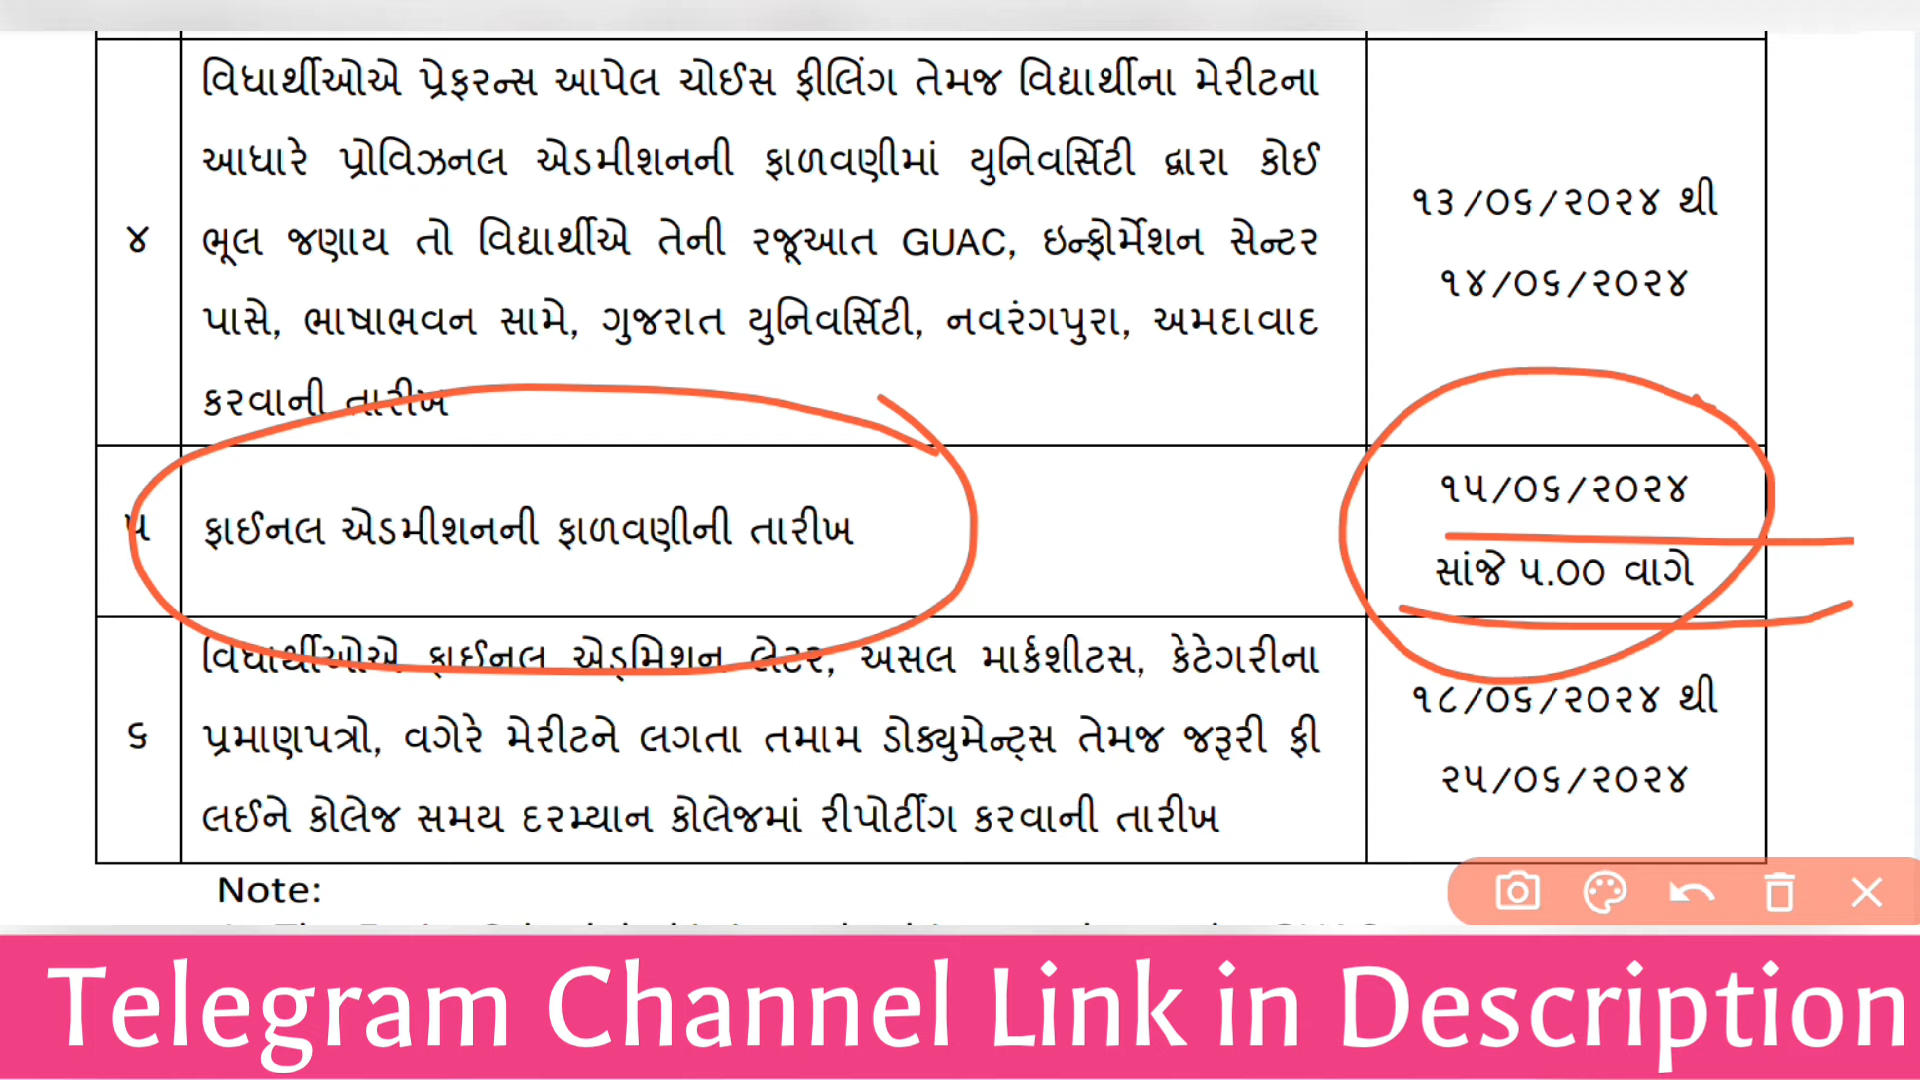 વિધાર્થીઓએ પ્રેફરન્સ આપેલ ચોઈસ ફીલિંગ તેમજ વિદ્યાર્થીના મેરીટના
આધારે પ્રોવિઝનલ એડમીશનની ફાળવણીમાં યુનિવર્સિટી દ્વારા કોઈ
૪ ભૂલ જણાય તો વિદ્યાર્થીએ તેની રજૂઆત GUAC, ઇન્ફોર્મેશન સેન્ટર
પાસે, ભાષાભવન સામે, ગુજરાત યુનિવર્સિટી, નવરંગપુરા, અમદાવાદ
કરવાની તારીખ
૧૩/૦૬/૨૦૨૪ થી
૧૪/૦૬/૨૦૨૪
૫ ફાઈનલ એડમીશનની ફાળવણીની તારીખ
૧૫/૦૬/૨૦૨૪
સાંજે ૫.૦૦ વાગે
વિદ્યાર્થીઓએ ફાઈનલ એડ્મિશન લેટર, અસલ માર્કશીટસ, કેટેગરીના
૬ પ્રમાણપત્રો, વગેરે મેરીટને લગતા તમામ ડોક્યુમેન્ટ્સ તેમજ જરૂરી ફી
લઈને કોલેજ સમય દરમ્યાન કોલેજમાં રીપોર્ટીંગ કરવાની તારીખ
૧૮/૦૬/૨૦૨૪ થી
૨૫/૦૬/૨૦૨૪
Note:
Telegram Channel Link in Description